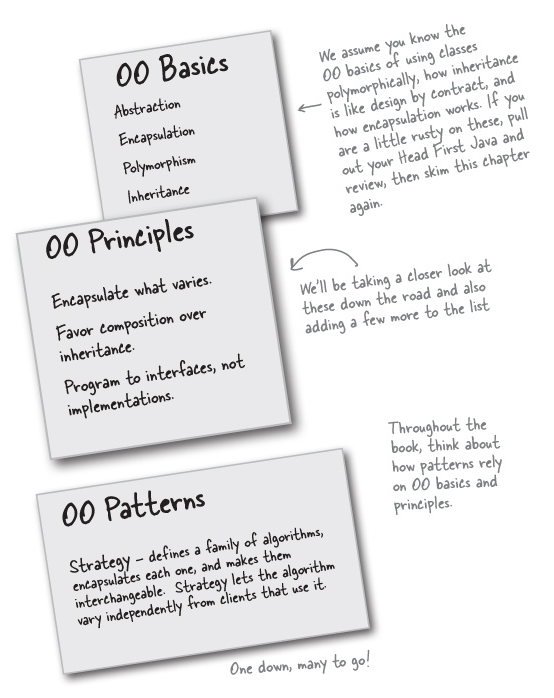 OO Basics
Abstraction
Encapsulation
Polymorphism
Inheritance
We assume you know the
OO basics of using classes
polymorphically, how inheritance
is like design by contract, and
how encapsulation works. If you
are a little rusty on these, pull
out your Head First Java and
review, then skim this chapter
again.
OO Principles
Encapsulate what varies.
Favor composition over
inheritance.
Program to interfaces, not
implementations.
We'll be taking a closer look at
these down the road and also
adding a few more to the list
Throughout the
book, think about
how patterns rely
on OO basics and
principles.
OO Patterns
Strategy – defines a family of algorithms,
encapsulates each one, and makes them
interchangeable. Strategy lets the algorithm
vary independently from clients that use it.
One down, many to go!